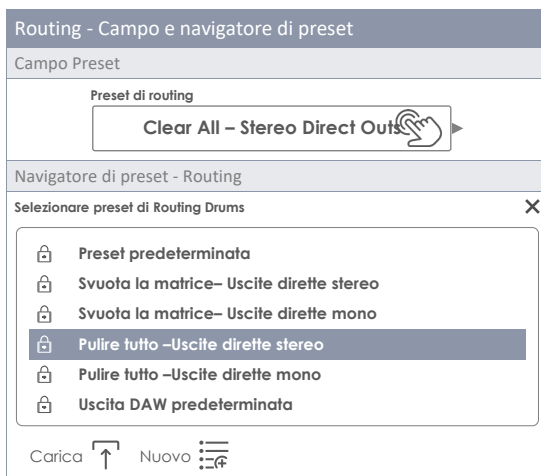 Routing - Campo e navigatore di preset
Campo Preset
Preset di routing
Clear All – Stereo Direct Outs
Navigatore di preset - Routing
Selezionare preset di Routing Drums
Preset predeterminata
Svuota la matrice– Uscite dirette stereo
Svuota la matrice– Uscite dirette mono
Pulire tutto –Uscite dirette stereo
Pulire tutto –Uscite dirette mono
Uscita DAW predeterminata
Carica Nuovo